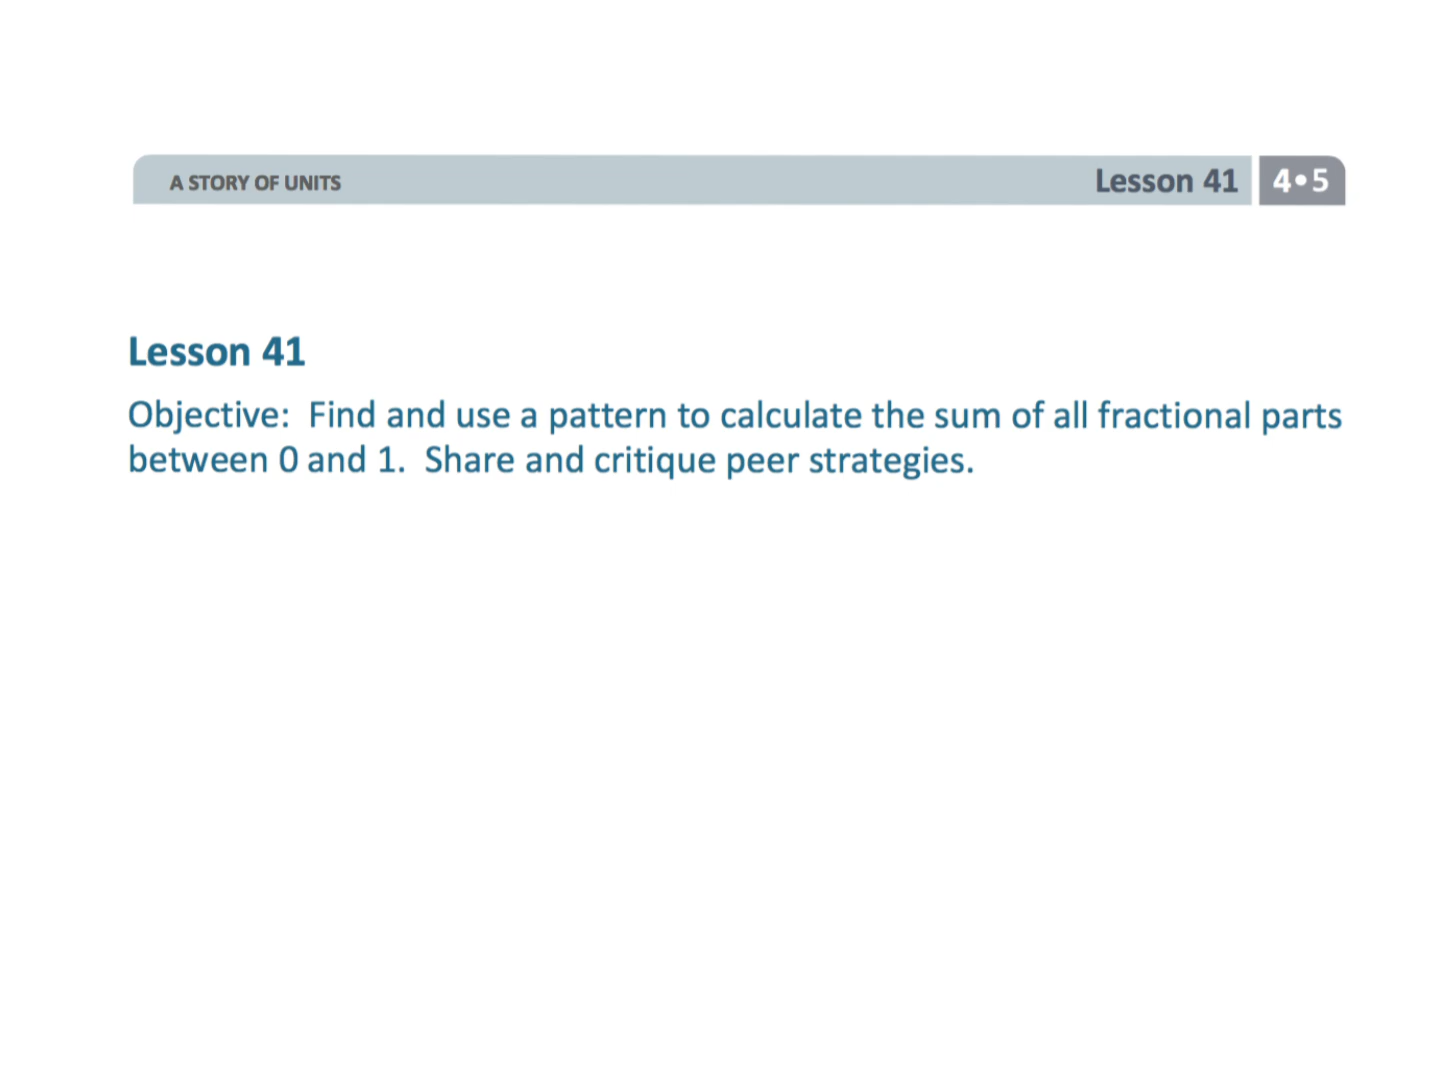 A STORY OF UNITS
Lesson 41
4•5
Lesson 41
Objective:  Find and use a pattern to calculate the sum of all fractional parts
between 0 and 1.  Share and critique peer strategies.